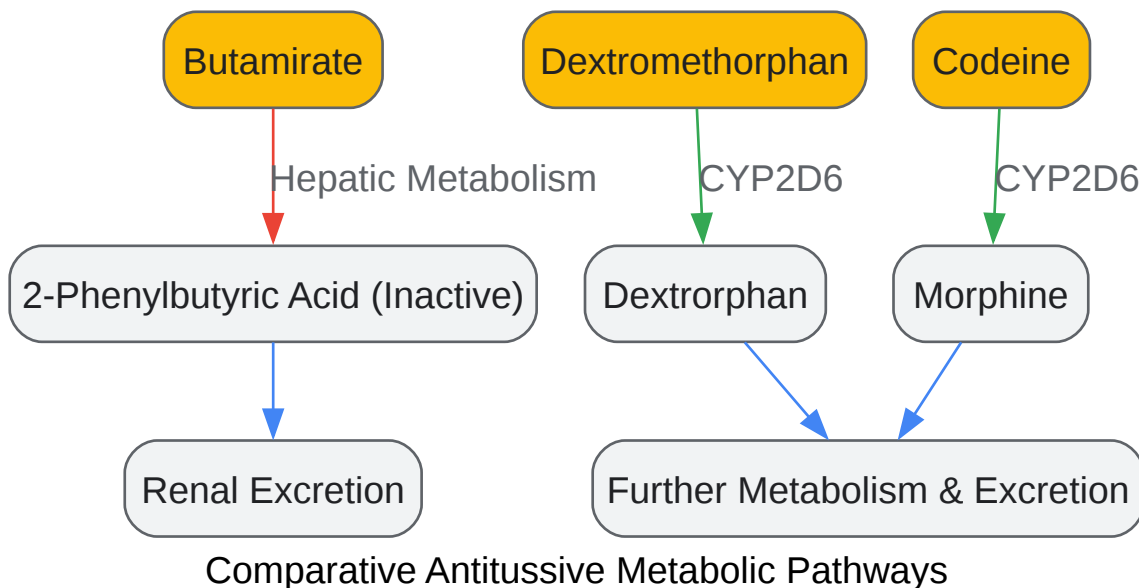 Butamirate
Dextromethorphan
Codeine
Hepatic Metabolism
CYP2D6
CYP2D6
2-Phenylbutyric Acid (Inactive)
Dextrorphan
Morphine
Renal Excretion
Further Metabolism & Excretion
Comparative Antitussive Metabolic Pathways